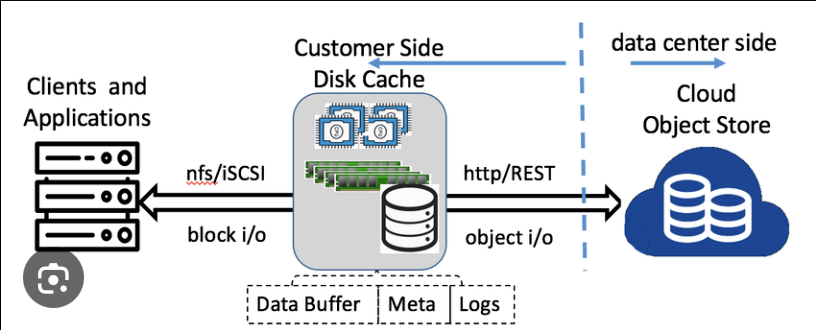 Customer Side
Disk Cache
data center side
Clients and
Applications
Cloud
Object Store
nfs/iSCSI
http/REST
block i/o
object i/o
Data Buffer
Meta
Logs